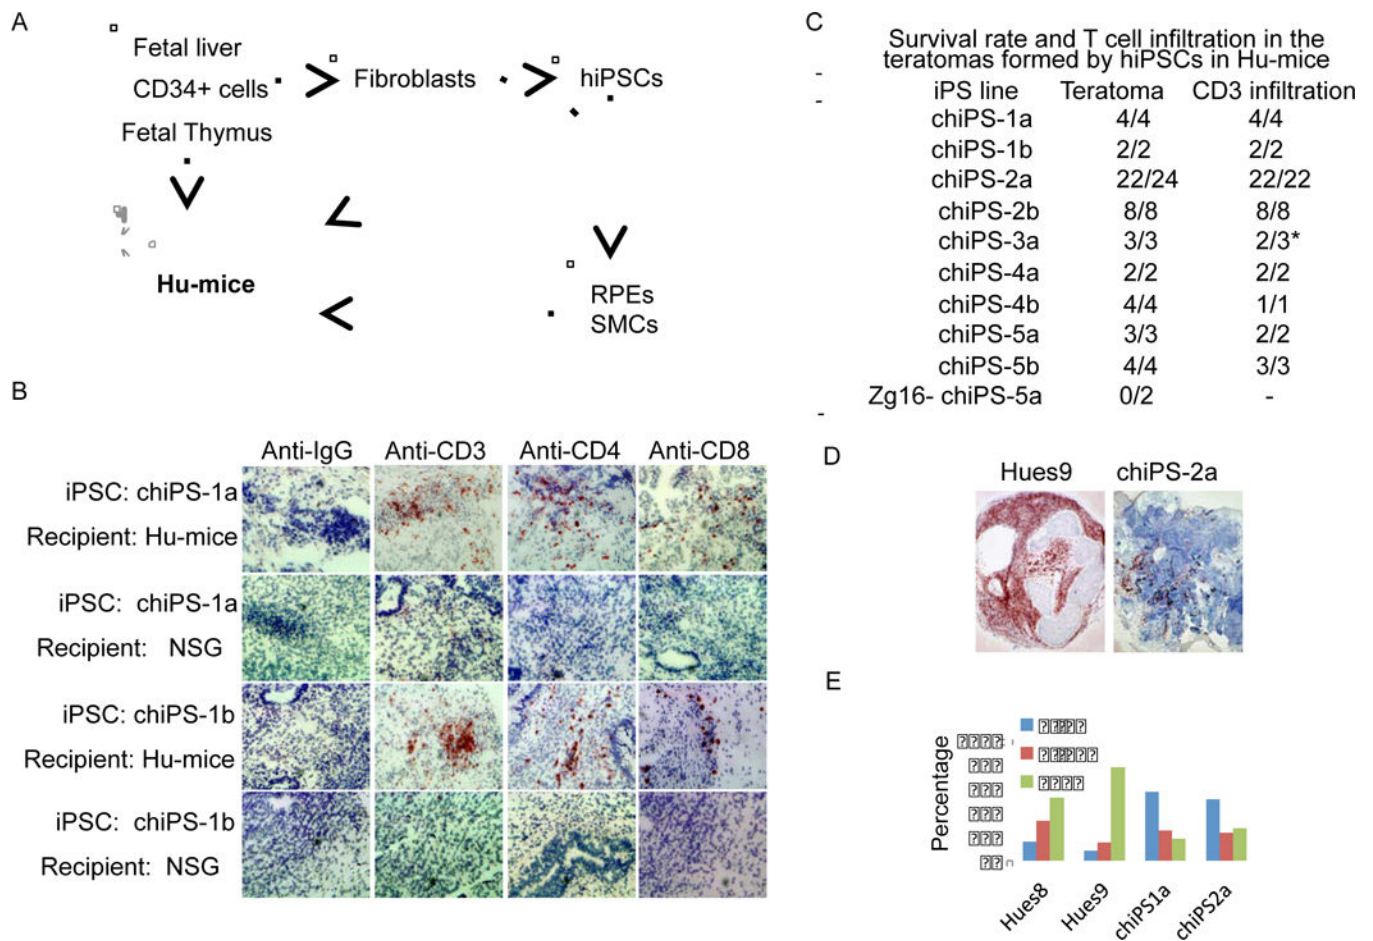 A
Fetal liver
CD34+ cells
Fetal Thymus
Fibroblasts
hiPSCs
Hu-mice
RPEs
SMCs
B
Anti-IgG Anti-CD3 Anti-CD4 Anti-CD8
iPSC: chiPS-1a
Recipient: Hu-mice
iPSC: chiPS-1a
Recipient: NSG
iPSC: chiPS-1b
Recipient: Hu-mice
iPSC: chiPS-1b
Recipient: NSG
C
Survival rate and T cell infiltration in the
teratomas formed by hiPSCs in Hu-mice
iPS line Teratoma CD3 infiltration
chiPS-1a 4/4 4/4
chiPS-1b 2/2 2/2
chiPS-2a 22/24 22/22
chiPS-2b 8/8 8/8
chiPS-3a 3/3 2/3*
chiPS-4a 2/2 2/2
chiPS-4b 4/4 1/1
chiPS-5a 3/3 2/2
chiPS-5b 4/4 3/3
Zg16- chiPS-5a 0/2 -
D
Hues9 chiPS-2a
E
Percentage
Hues8 Hues9 chiPS1a chiPS2a